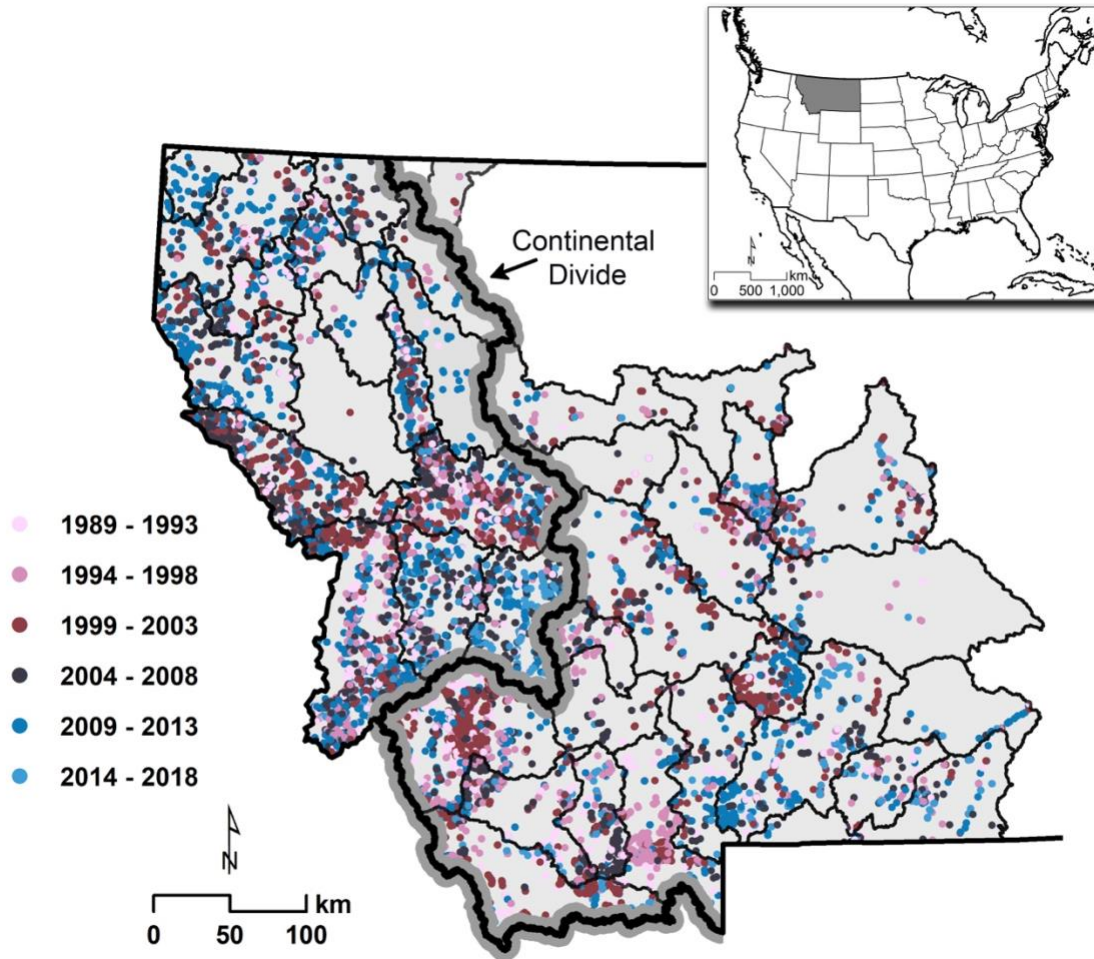 N
km
0 500 1,000
Continental
Divide
1989 - 1993
1994 - 1998
1999 - 2003
2004 - 2008
2009 - 2013
2014 - 2018
N
km
0 50 100